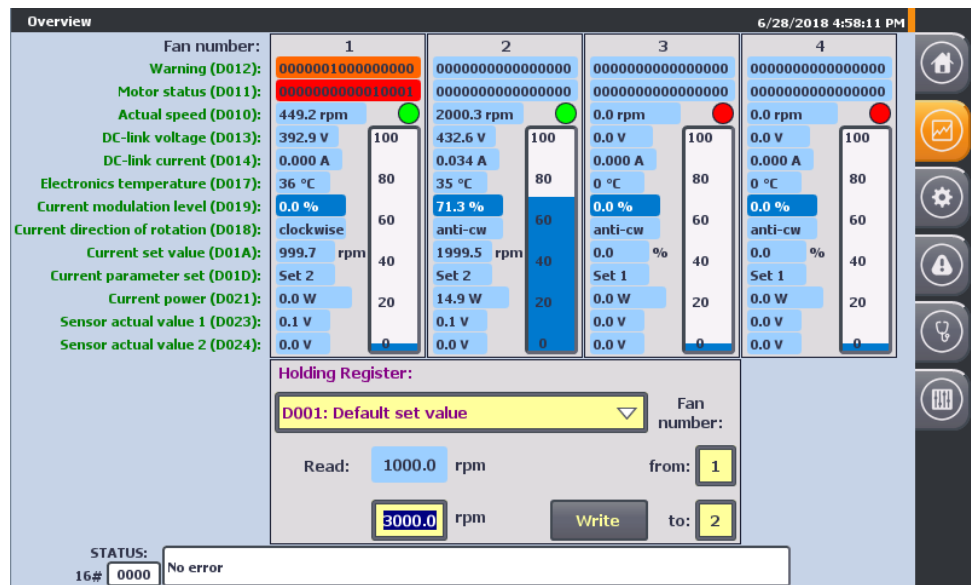 Overview 6/28/2018 4:58:11 PM
Fan number: 1 2 3 4
Warning (D012): 0000001000000000 0000000000000000 0000000000000000 0000000000000000
Motor status (D011): 0000000000010001 0000000000000000 0000000000000000 0000000000000000
Actual speed (D010): 449.2 rpm 2000.3 rpm 0.0 rpm 0.0 rpm
DC-link voltage (D013): 392.9 V 100 432.6 V 100 0.0 V 100 0.0 V 100
DC-link current (D014): 0.000 A 0.034 A 0.000 A 0.000 A
Electronics temperature (D017): 36 °C 80 35 °C 80 0 °C 80 0 °C 80
Current modulation level (D019): 0.0 % 71.3 % 0.0 % 0.0 %
60 60 60 60
Current direction of rotation (D018): clockwise anti-cw anti-cw anti-cw
Current set value (D01A): 999.7 rpm 1999.5 rpm 0.0 % 0.0 %
40 40 40 40
Current parameter set (D01D): Set 2 Set 2 Set 1 Set 1
Current power (D021): 0.0 W 20 14.9 W 20 0.0 W 20 0.0 W 20
Sensor actual value 1 (D023): 0.1 V 0.1 V 0.0 V 0.0 V
Sensor actual value 2 (D024): 0.0 V 0 0.0 V 0 0.0 V 0 0.0 V 0
Holding Register:
D001: Default set value
Fan number:
Read: 1000.0 rpm from: 1
3000.0 rpm Write to: 2
STATUS:
16# 0000 No error